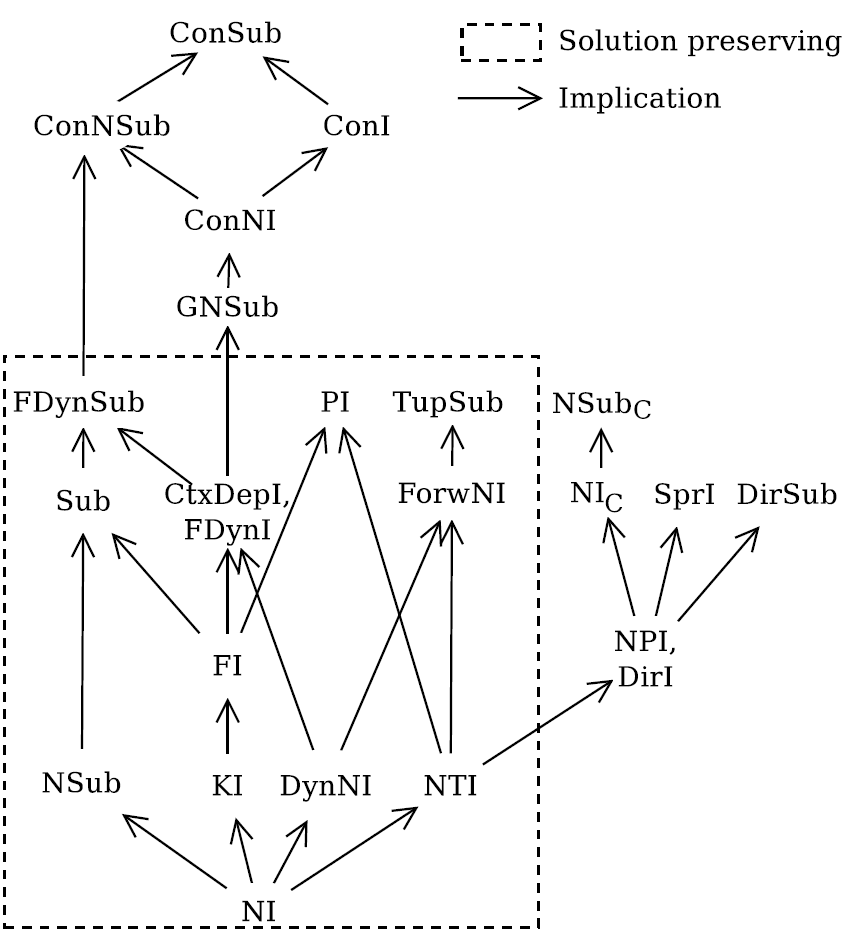 ConSub
Solution preserving
Implication
ConNSub
ConI
ConNI
GNSub
FDynSub
PI
TupSub
NSubC
Sub
CtxDepI,
FDynI
ForwNI
NIC
SprI
DirSub
NPI,
DirI
FI
NSub
KI
DynNI
NTI
NI